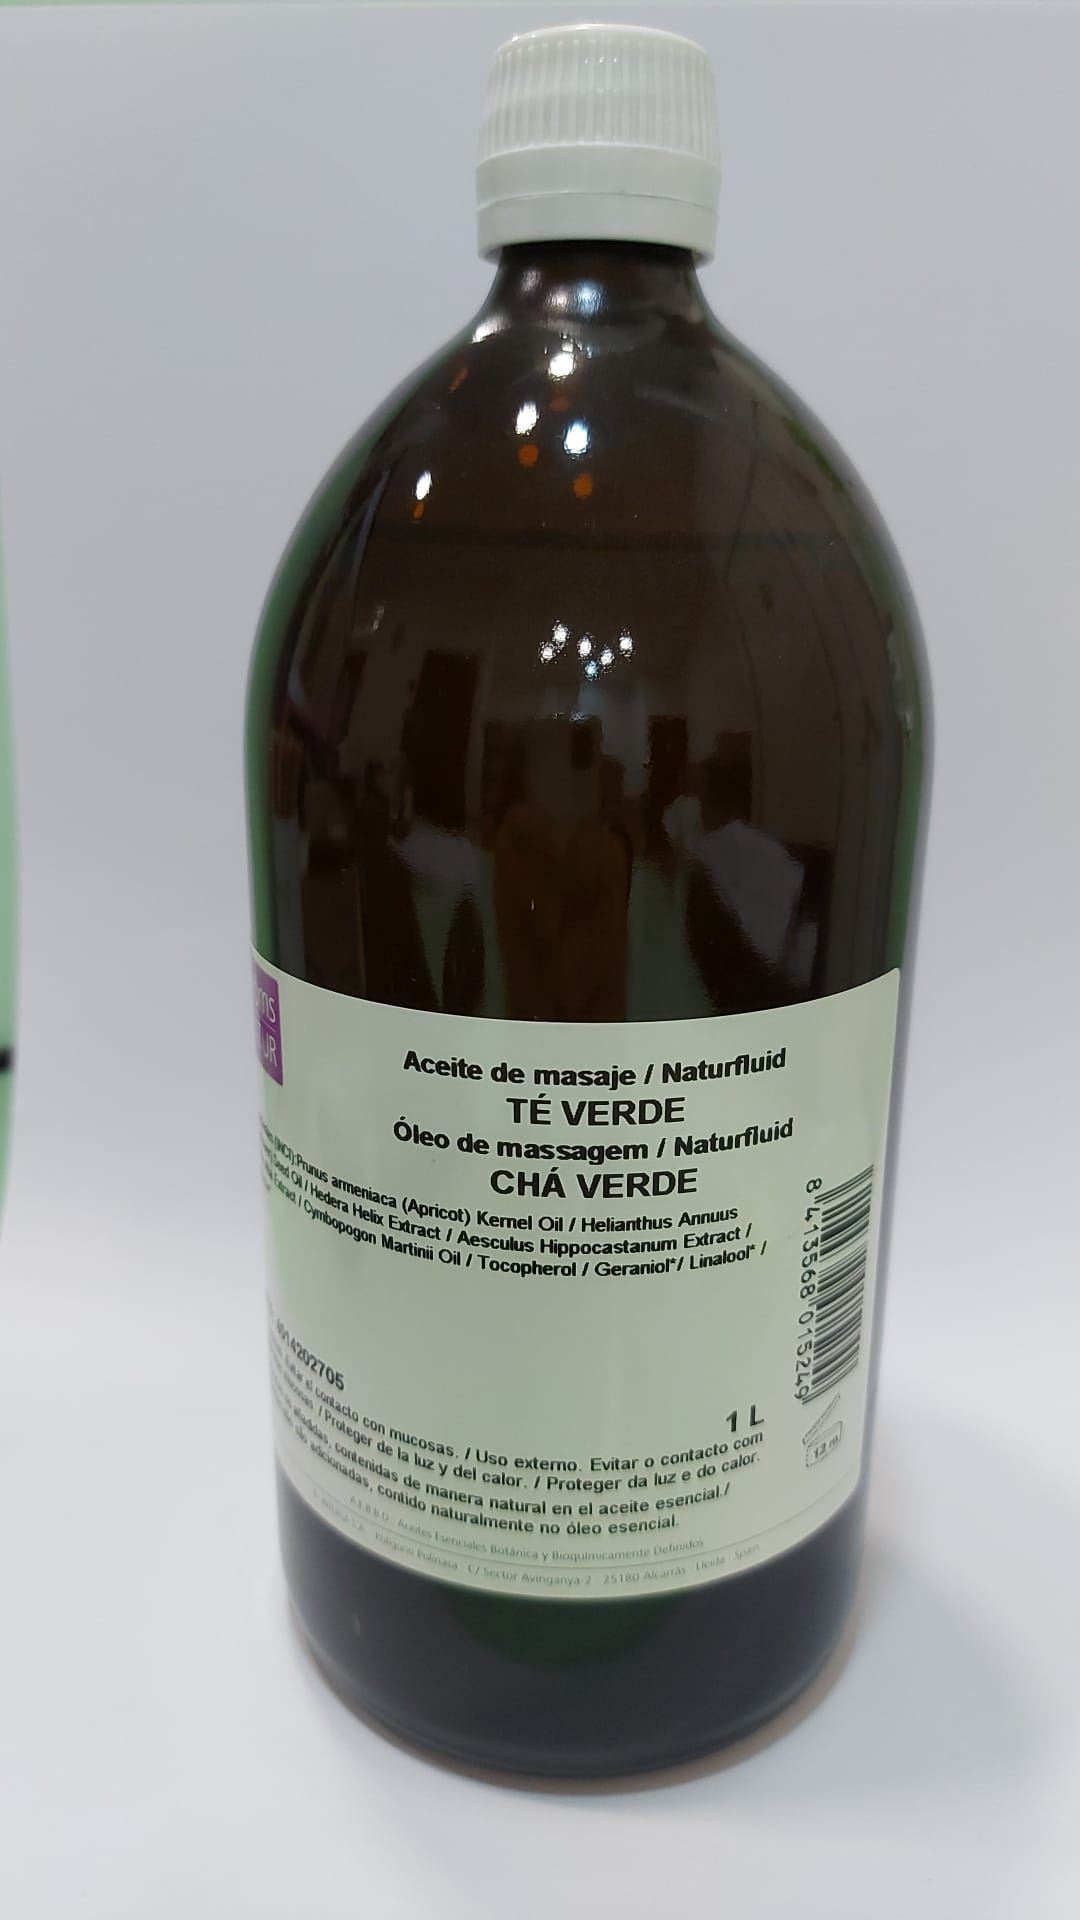 Aceite de masaje / Naturfluid
TÉ VERDE
Óleo de massagem / Naturfluid
CHÁ VERDE
(INCI):Prunus armeniaca (Apricot) Kernel Oil / Helianthus Annuus
Seed Oil / Hedera Helix Extract / Aesculus Hippocastanum Extract /
Extract / Cymbopogon Martinii Oil / Tocopherol / Geraniol* / Linalool* /
4014202705
1 L
Evitar el contacto con mucosas. / Uso externo. Evitar o contacto com
mucosas. / Proteger de la luz y del calor. / Proteger da luz e do calor.
añadidas, contenidas de manera natural en el aceite esencial./
são adicionadas, contido naturalmente no óleo esencial.
A.E.B.B.D. Aceites Esenciales Botánica y Bioquímicamente Definidos
Polígono Polinasa C/ Sector Avinganya-2 25180 Alcarràs Lleida Spain
8 413568 015249
12 m